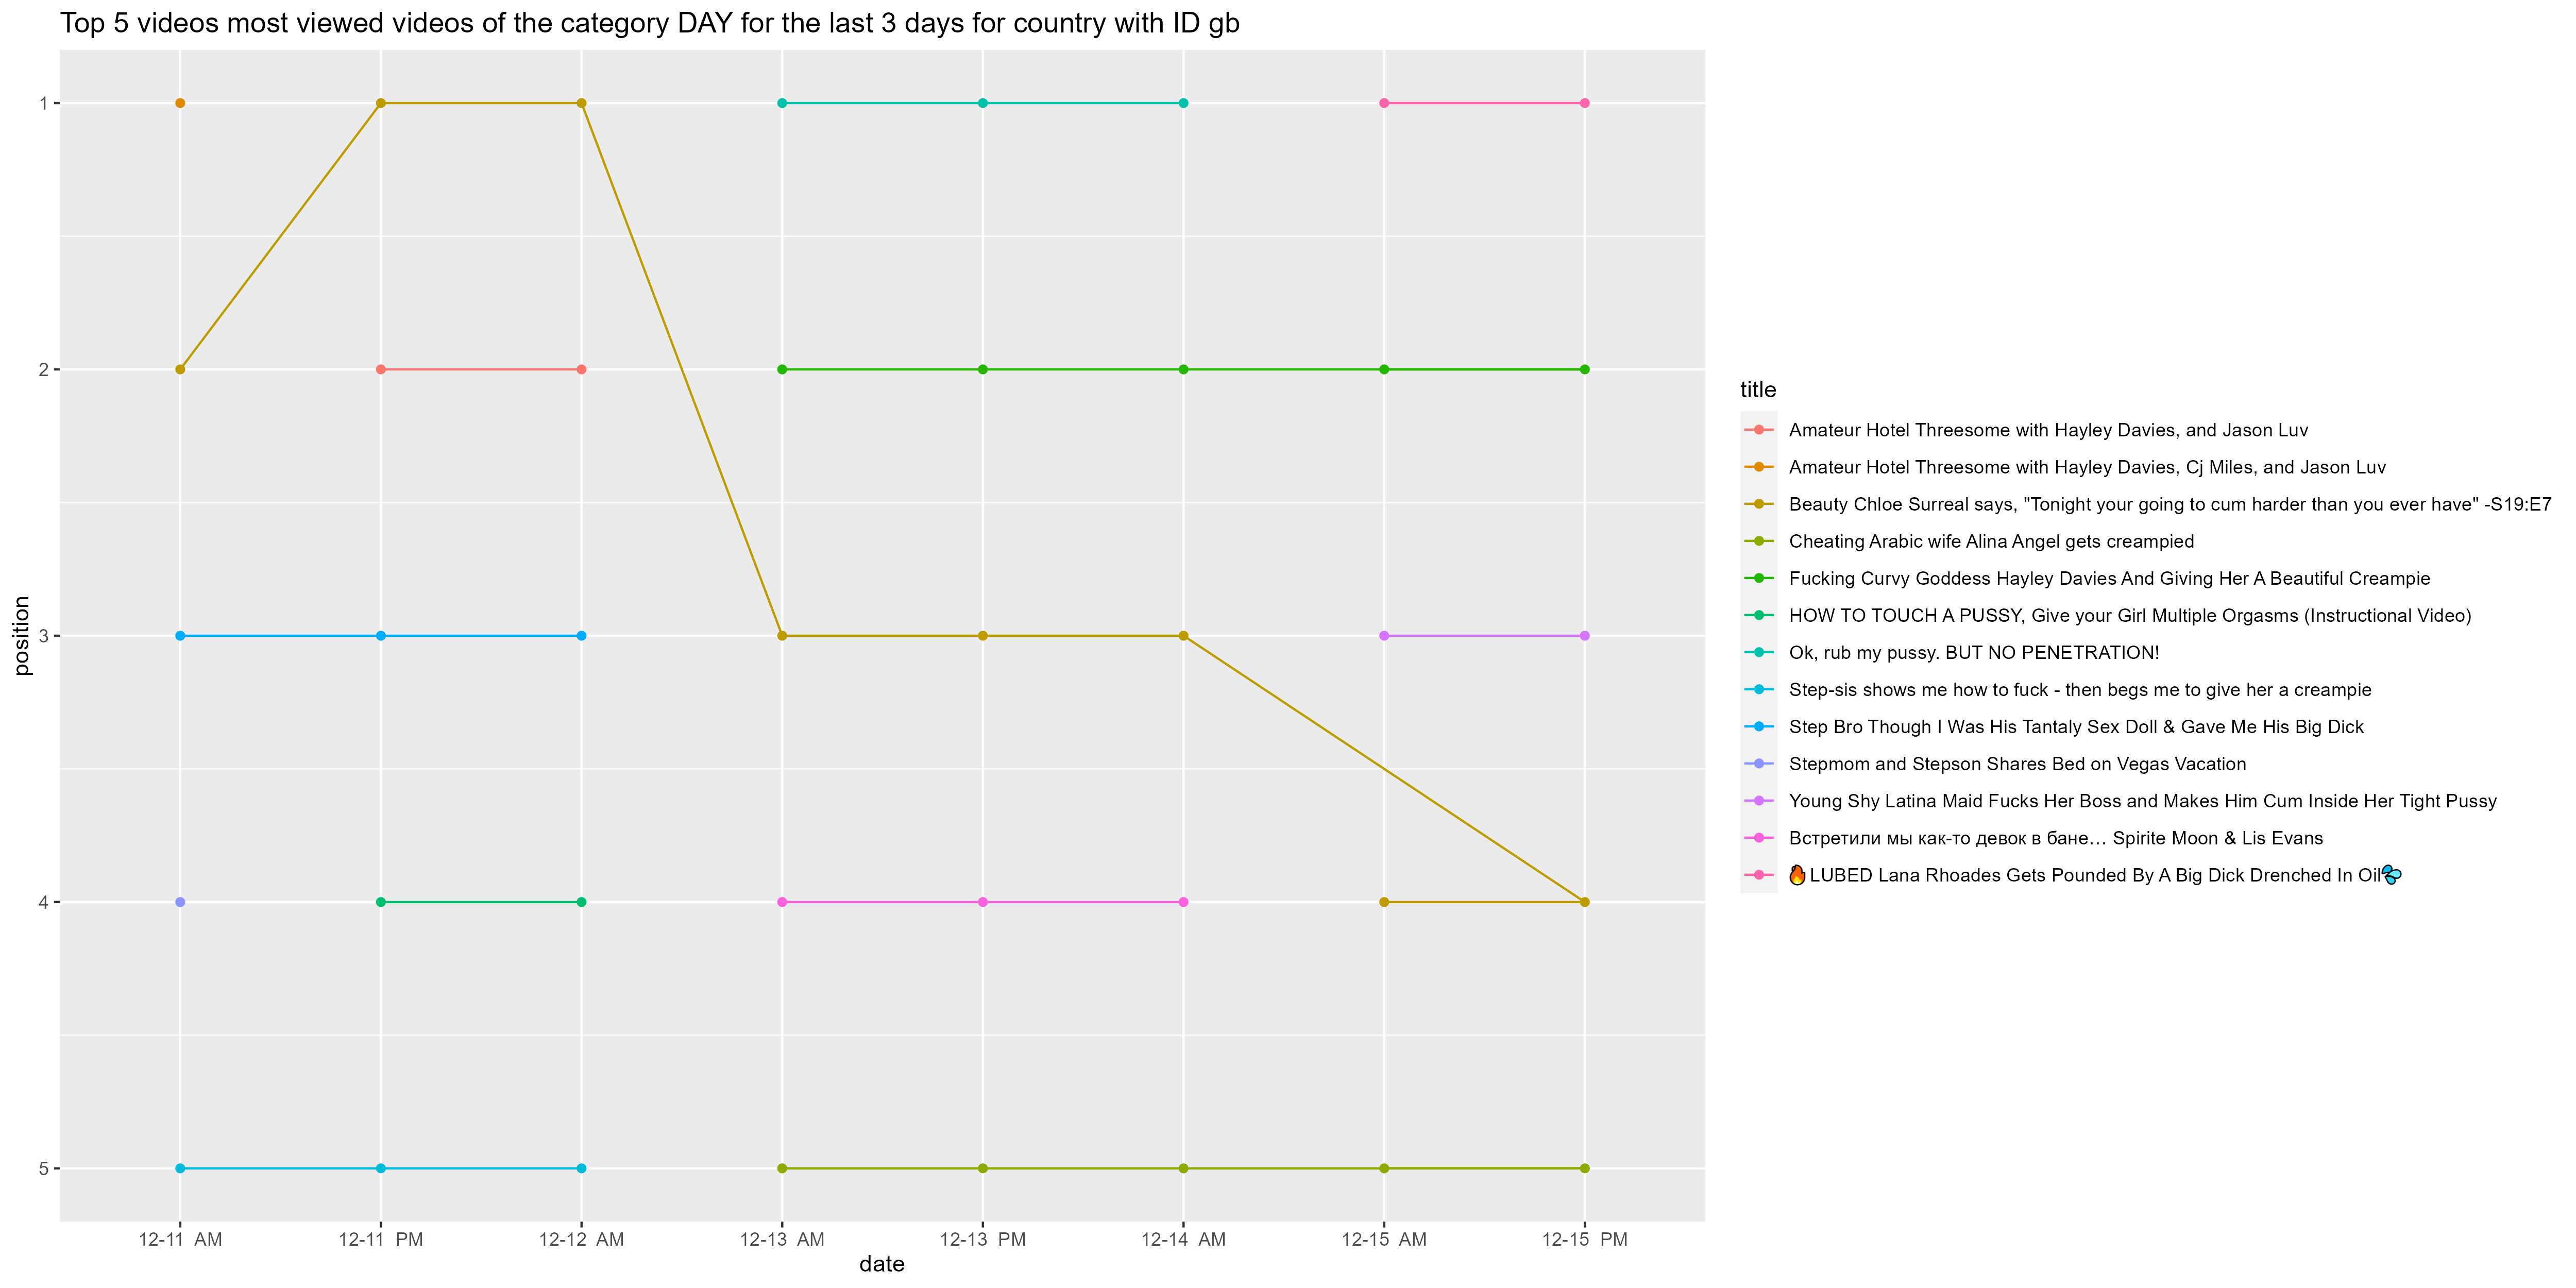 Top 5 videos most viewed videos of the category DAY for the last 3 days for country with ID gb
position
1
2
3
4
5
12-11 AM
12-11 PM
12-12 AM
12-13 AM
12-13 PM
12-14 AM
12-15 AM
12-15 PM
date
title
Amateur Hotel Threesome with Hayley Davies, and Jason Luv
Amateur Hotel Threesome with Hayley Davies, Cj Miles, and Jason Luv
Beauty Chloe Surreal says, "Tonight your going to cum harder than you ever have" -S19:E7
Cheating Arabic wife Alina Angel gets creampied
Fucking Curvy Goddess Hayley Davies And Giving Her A Beautiful Creampie
HOW TO TOUCH A PUSSY, Give your Girl Multiple Orgasms (Instructional Video)
Ok, rub my pussy. BUT NO PENETRATION!
Step-sis shows me how to fuck - then begs me to give her a creampie
Step Bro Though I Was His Tantaly Sex Doll & Gave Me His Big Dick
Stepmom and Stepson Shares Bed on Vegas Vacation
Young Shy Latina Maid Fucks Her Boss and Makes Him Cum Inside Her Tight Pussy
Встретили мы как-то девок в бане… Spirite Moon & Lis Evans
🔥LUBED Lana Rhoades Gets Pounded By A Big Dick Drenched In Oil💦